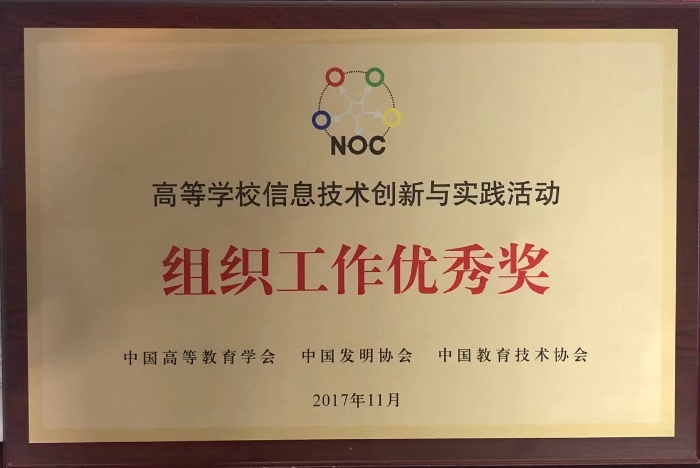 NOC
高等学校信息技术创新与实践活动
组织工作优秀奖
中国高等教育学会 中国发明协会 中国教育技术协会
2017年11月